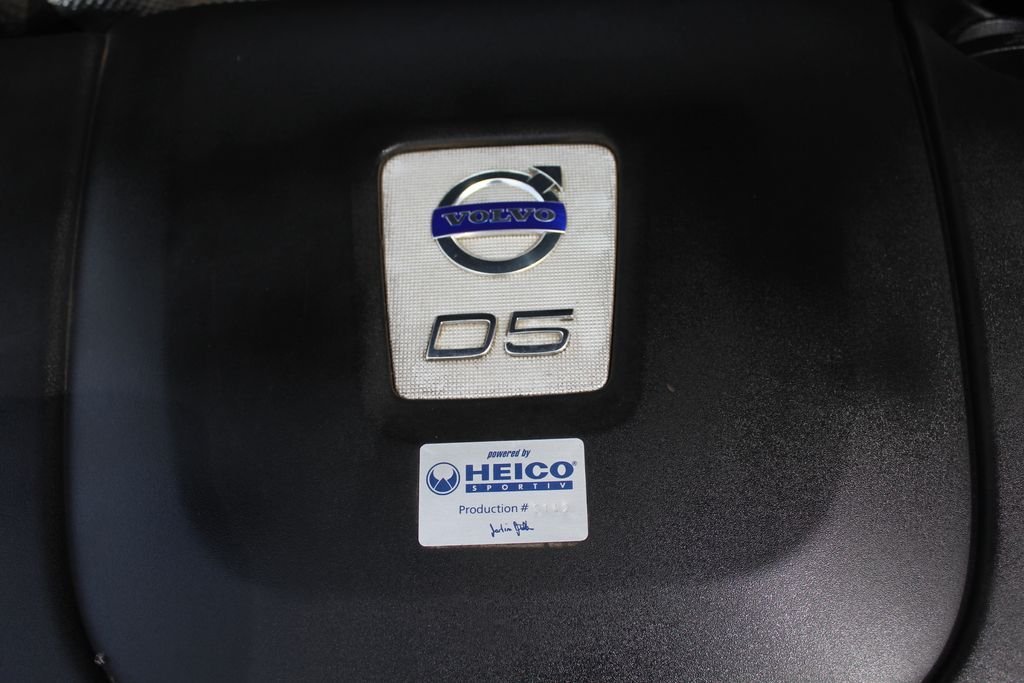 VOLVO
D5
powered by
HEICO®
SPORTIV
Production #